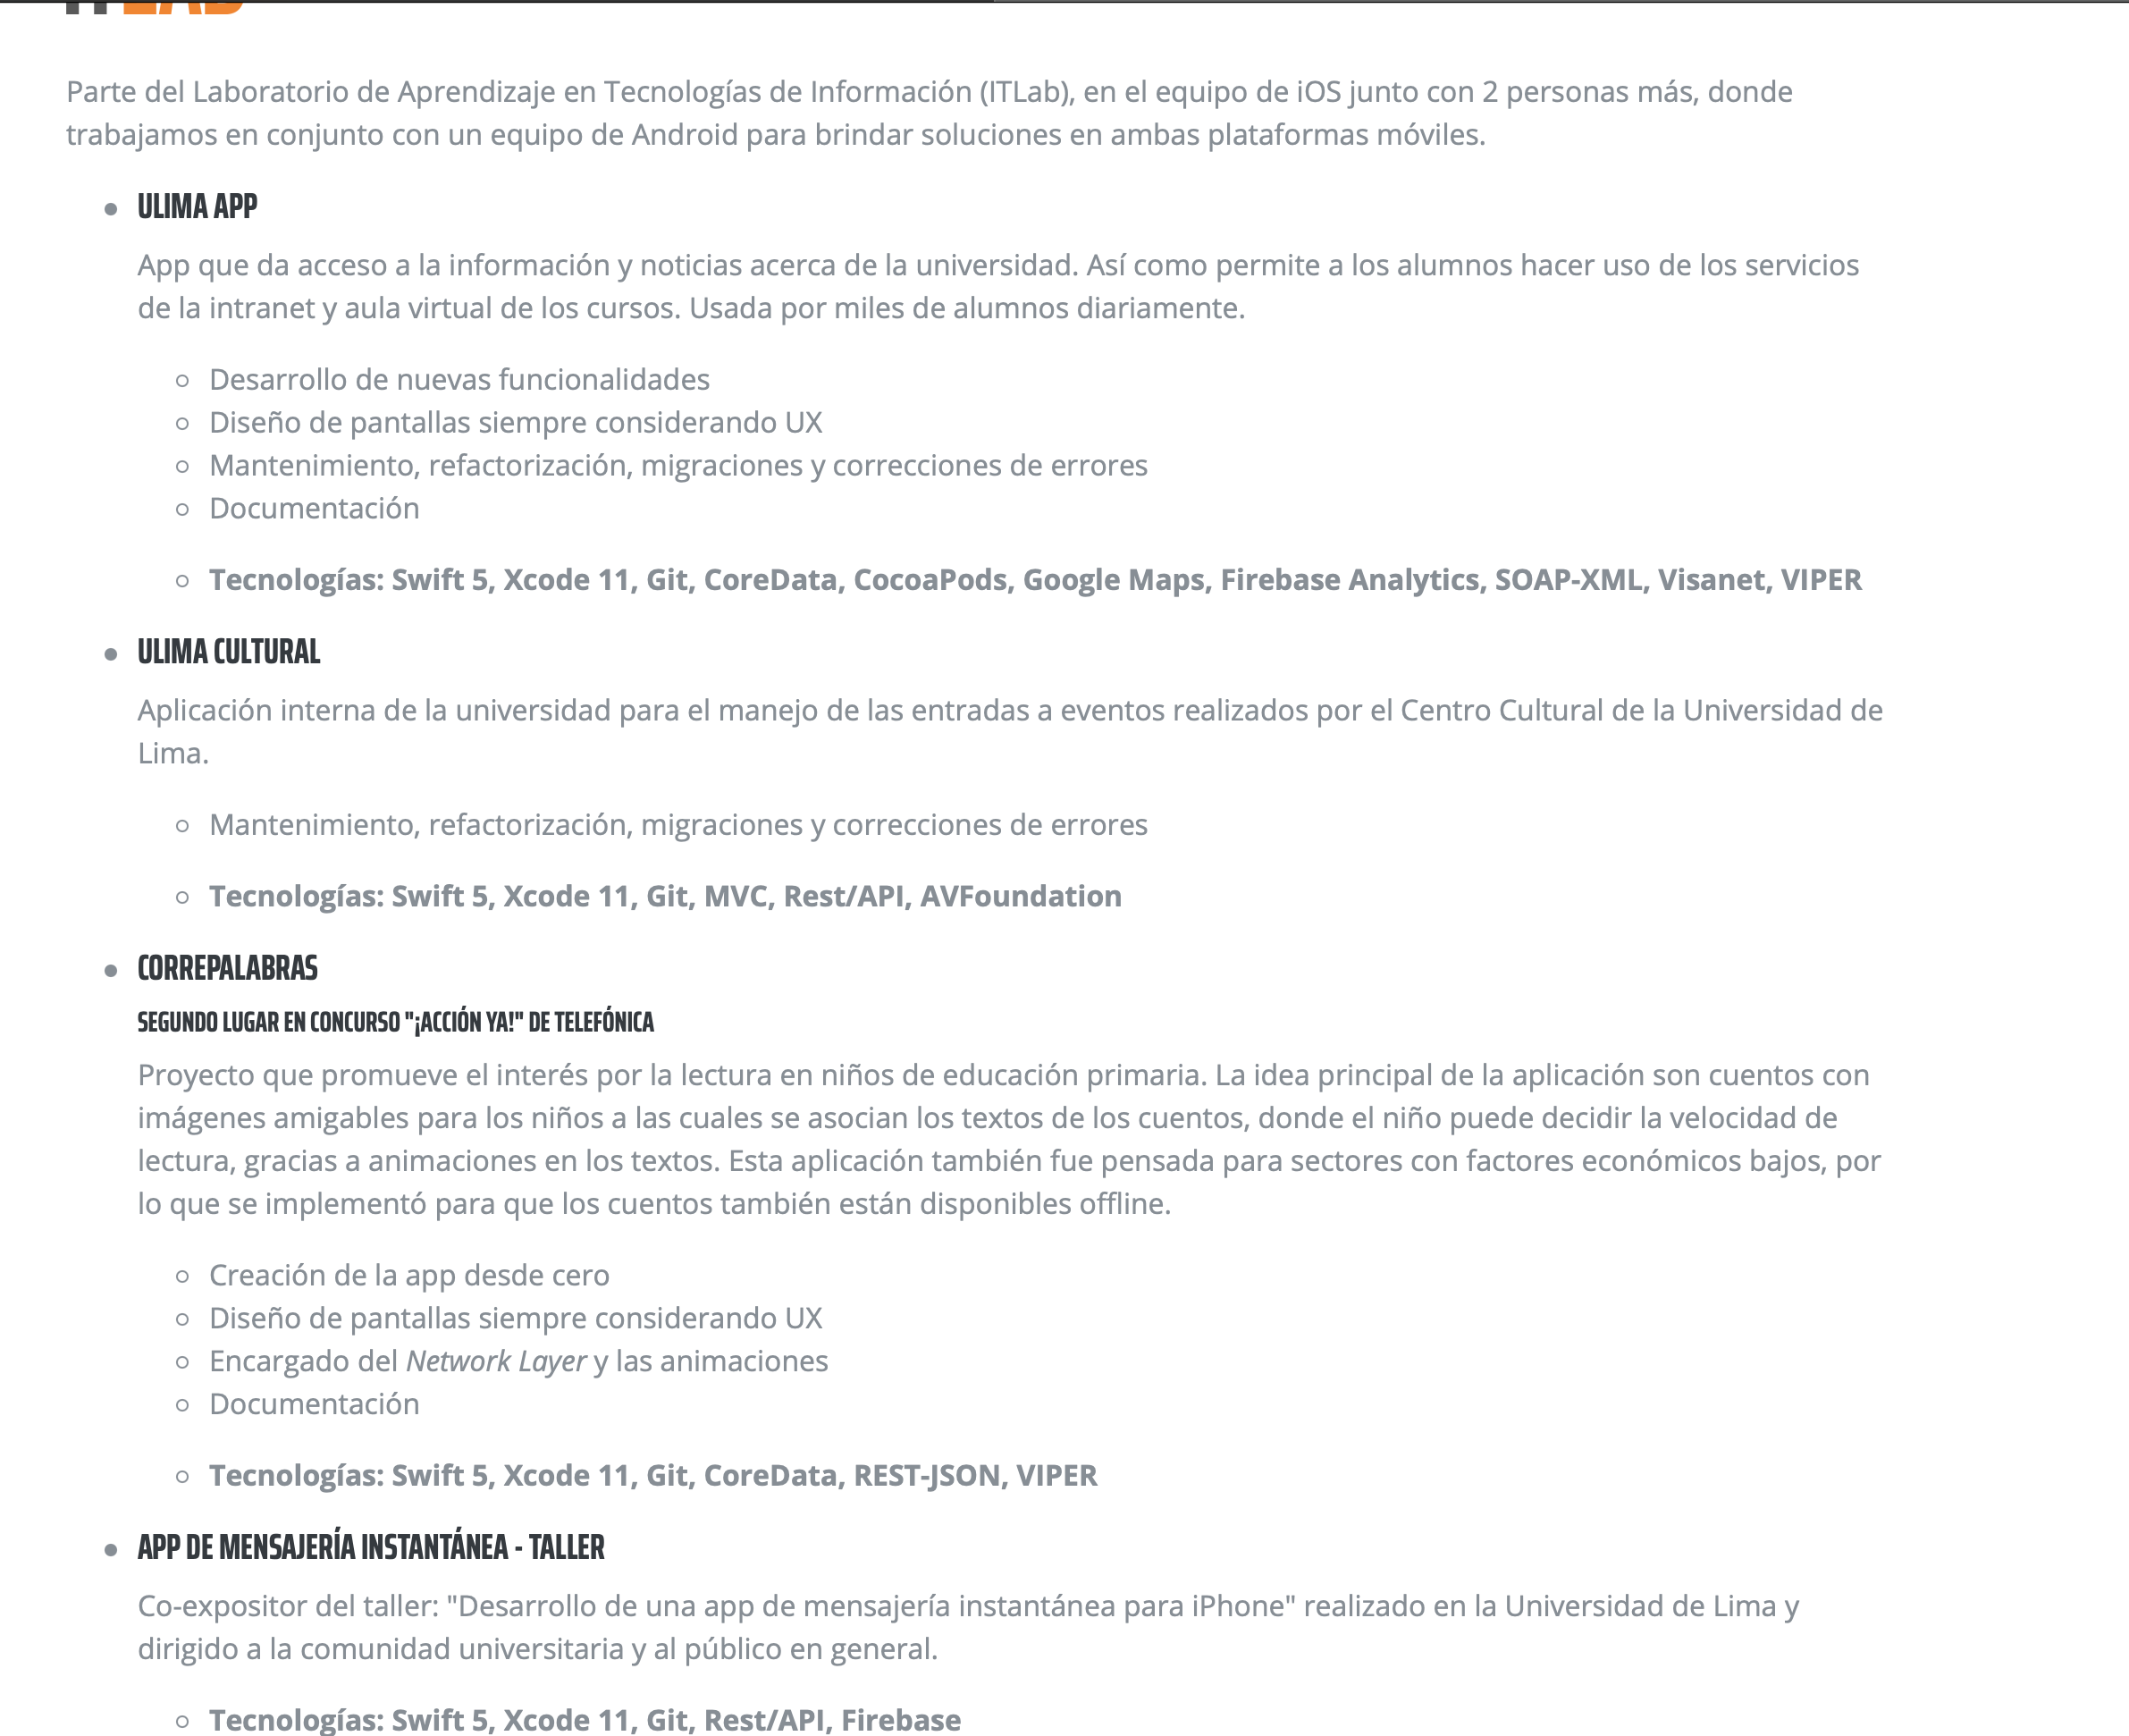 Parte del Laboratorio de Aprendizaje en Tecnologías de Información (ITLab), en el equipo de iOS junto con 2 personas más, donde
trabajamos en conjunto con un equipo de Android para brindar soluciones en ambas plataformas móviles.
ULIMA APP
App que da acceso a la información y noticias acerca de la universidad. Así como permite a los alumnos hacer uso de los servicios
de la intranet y aula virtual de los cursos. Usada por miles de alumnos diariamente.
Desarrollo de nuevas funcionalidades
Diseño de pantallas siempre considerando UX
Mantenimiento, refactorización, migraciones y correcciones de errores
Documentación
Tecnologías: Swift 5, Xcode 11, Git, CoreData, CocoaPods, Google Maps, Firebase Analytics, SOAP-XML, Visanet, VIPER
ULIMA CULTURAL
Aplicación interna de la universidad para el manejo de las entradas a eventos realizados por el Centro Cultural de la Universidad de
Lima.
Mantenimiento, refactorización, migraciones y correcciones de errores
Tecnologías: Swift 5, Xcode 11, Git, MVC, Rest/API, AVFoundation
CORREPALABRAS
SEGUNDO LUGAR EN CONCURSO "¡ACCIÓN YA!" DE TELEFÓNICA
Proyecto que promueve el interés por la lectura en niños de educación primaria. La idea principal de la aplicación son cuentos con
imágenes amigables para los niños a las cuales se asocian los textos de los cuentos, donde el niño puede decidir la velocidad de
lectura, gracias a animaciones en los textos. Esta aplicación también fue pensada para sectores con factores económicos bajos, por
lo que se implementó para que los cuentos también están disponibles offline.
Creación de la app desde cero
Diseño de pantallas siempre considerando UX
Encargado del Network Layer y las animaciones
Documentación
Tecnologías: Swift 5, Xcode 11, Git, CoreData, REST-JSON, VIPER
APP DE MENSAJERÍA INSTANTÁNEA - TALLER
Co-expositor del taller: "Desarrollo de una app de mensajería instantánea para iPhone" realizado en la Universidad de Lima y
dirigido a la comunidad universitaria y al público en general.
Tecnologías: Swift 5, Xcode 11, Git, Rest/API, Firebase